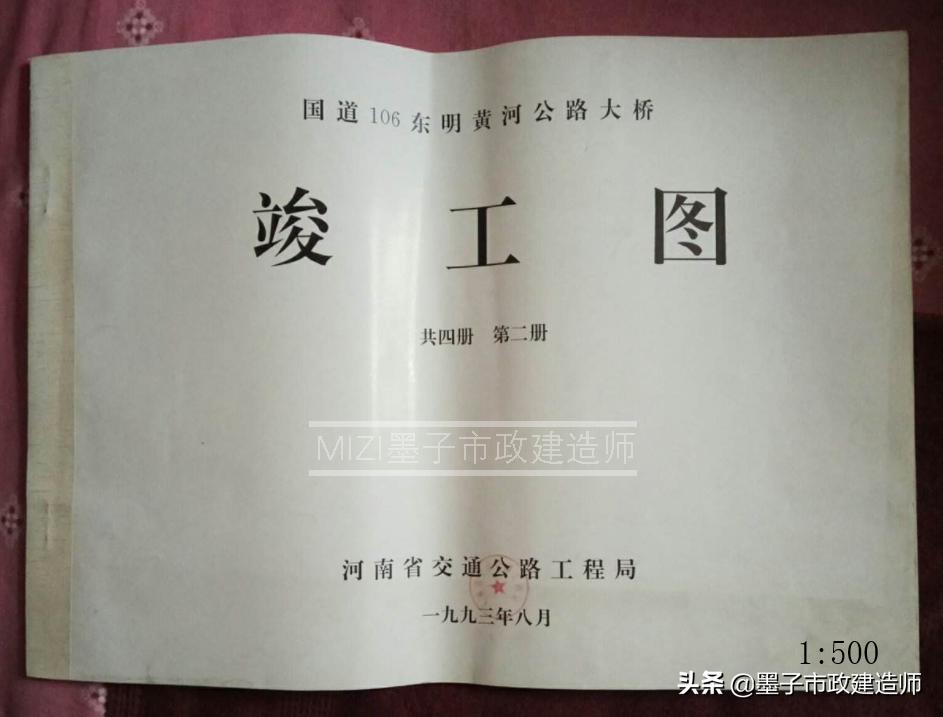 国道106东明黄河公路大桥
竣工图
共四册 第二册
MIZI墨子市政建造师
河南省交通公路工程局
一九九三年八月
1:500
头条 @墨子市政建造师